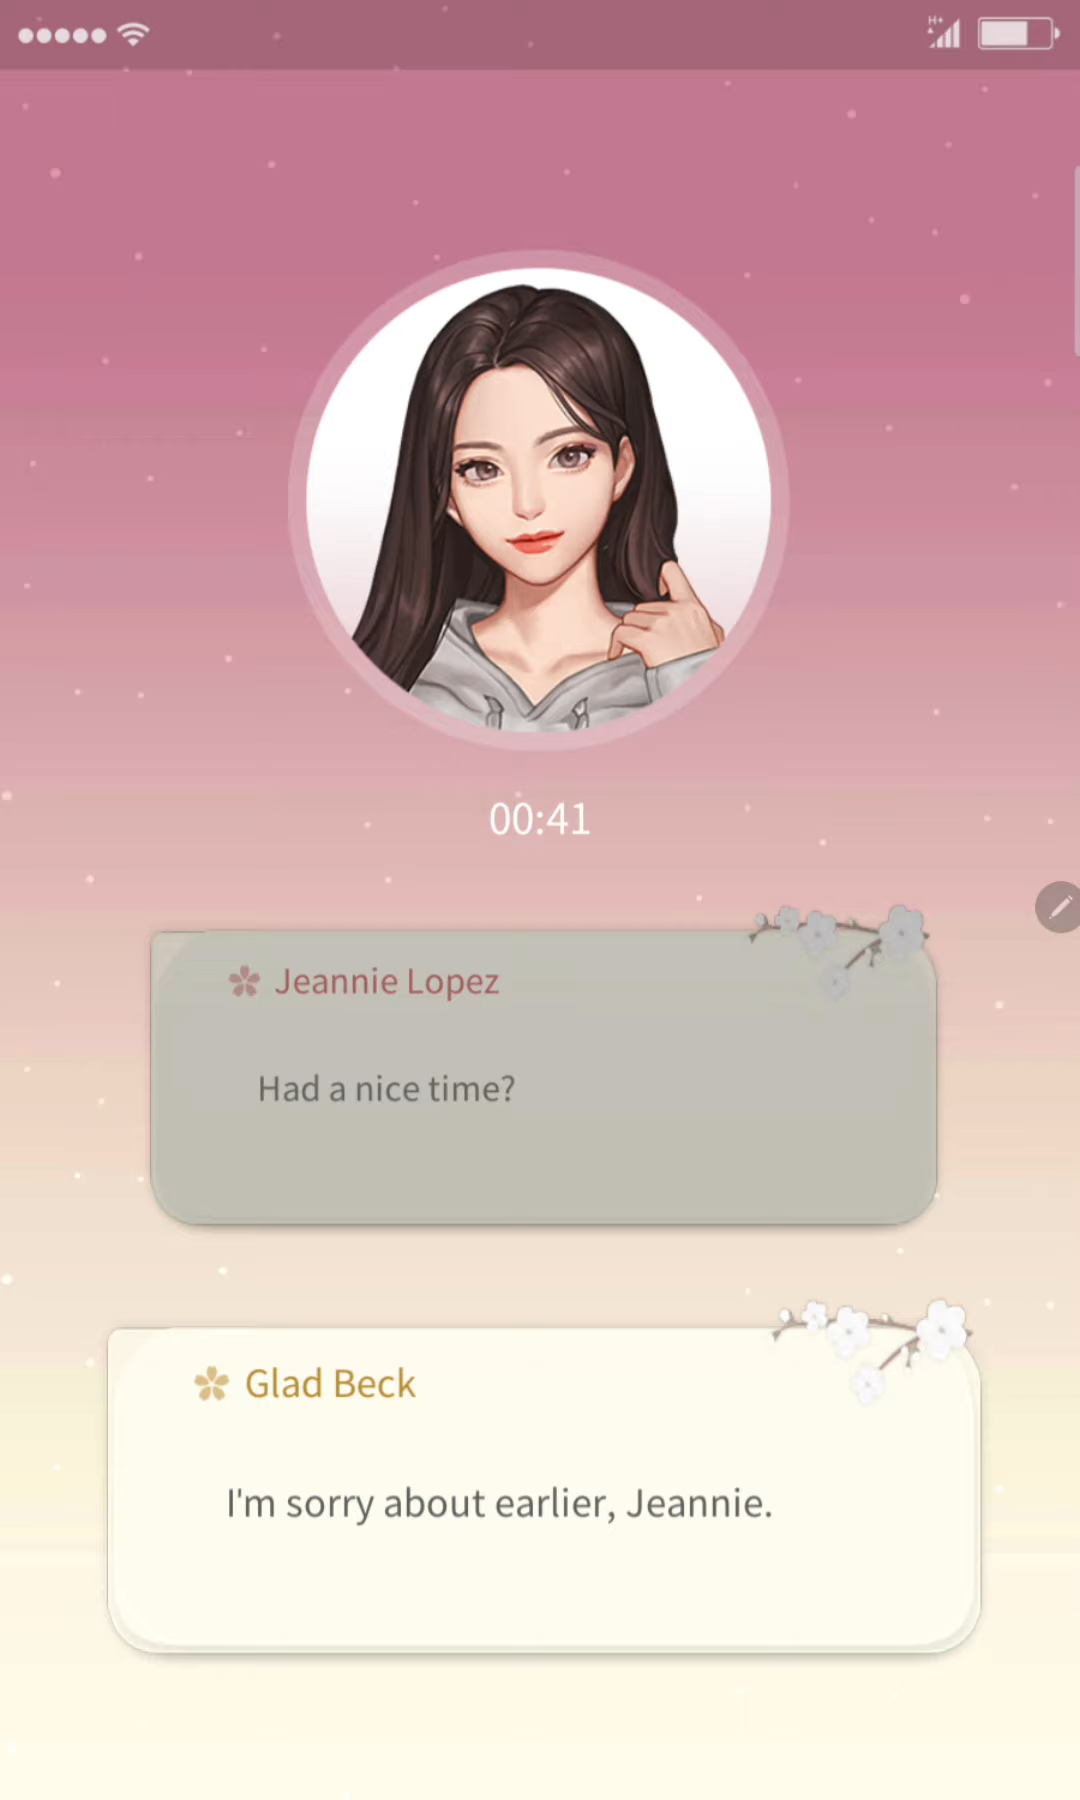 H+
00:41
Jeannie Lopez
Had a nice time?
Glad Beck
I'm sorry about earlier, Jeannie.